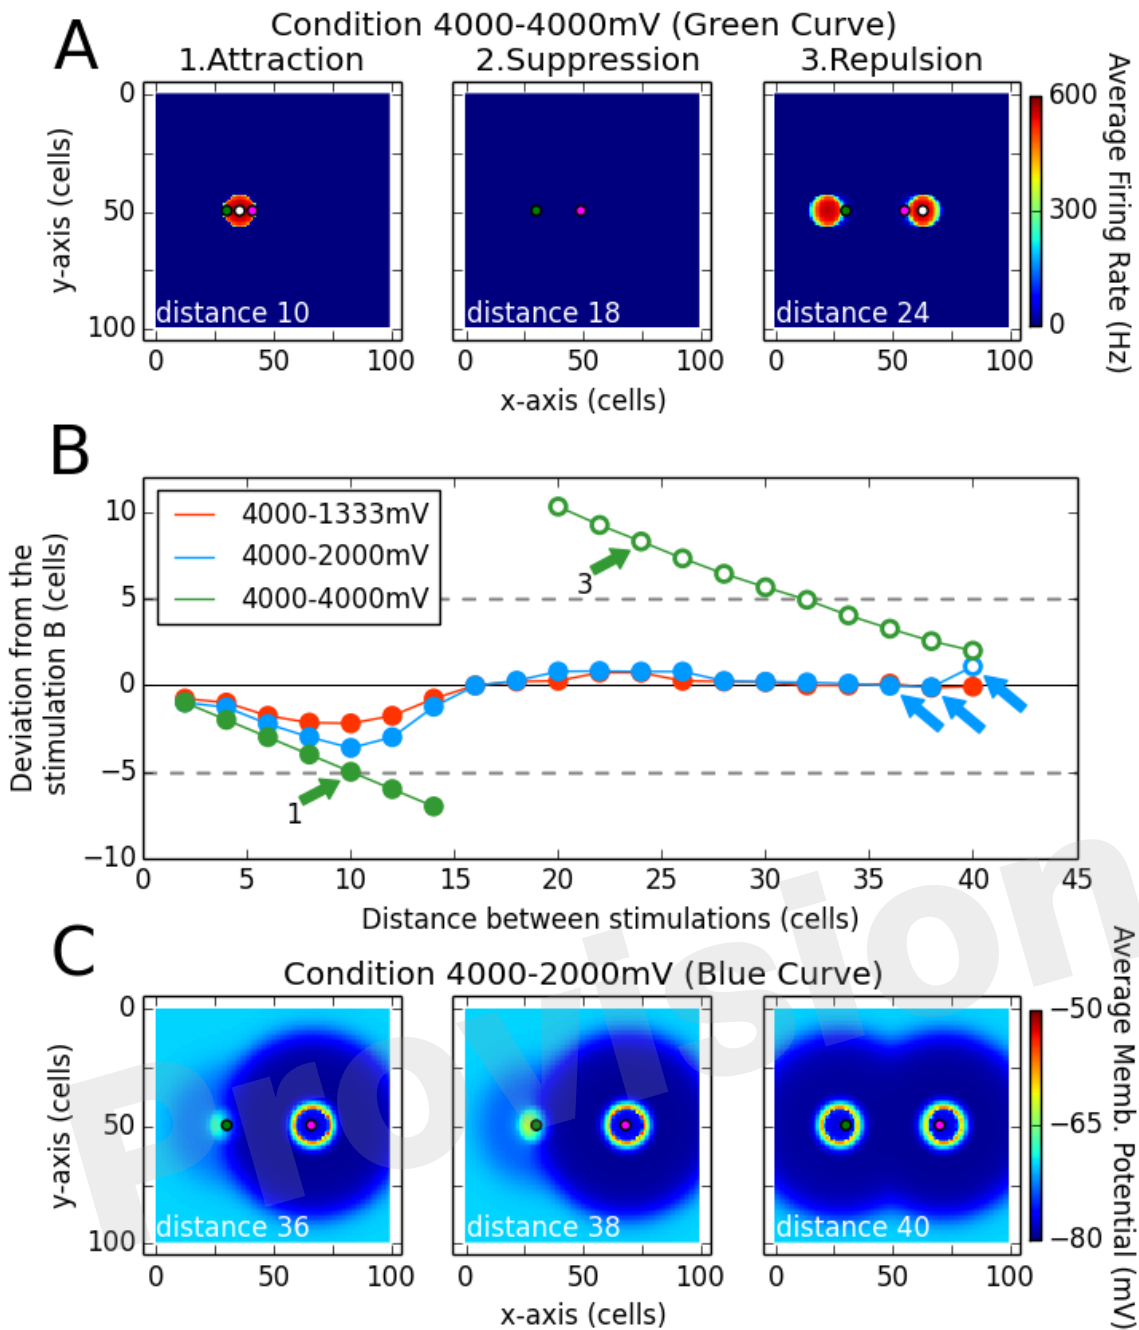 A
Condition 4000-4000mV (Green Curve)
1.Attraction
2.Suppression
3.Repulsion
0
50
100
y-axis (cells)
distance 10
distance 18
distance 24
0 50 100
0 50 100
0 50 100
x-axis (cells)
600
300
0
Average Firing Rate (Hz)
B
4000-1333mV
4000-2000mV
4000-4000mV
10
5
0
−5
−10
Deviation from the
stimulation B (cells)
3
1
0 5 10 15 20 25 30 35 40 45
Distance between stimulations (cells)
C
Condition 4000-2000mV (Blue Curve)
0
50
100
y-axis (cells)
distance 36
distance 38
distance 40
0 50 100
0 50 100
0 50 100
x-axis (cells)
−50
−65
−80
Average Memb. Potential (mV)
Provision